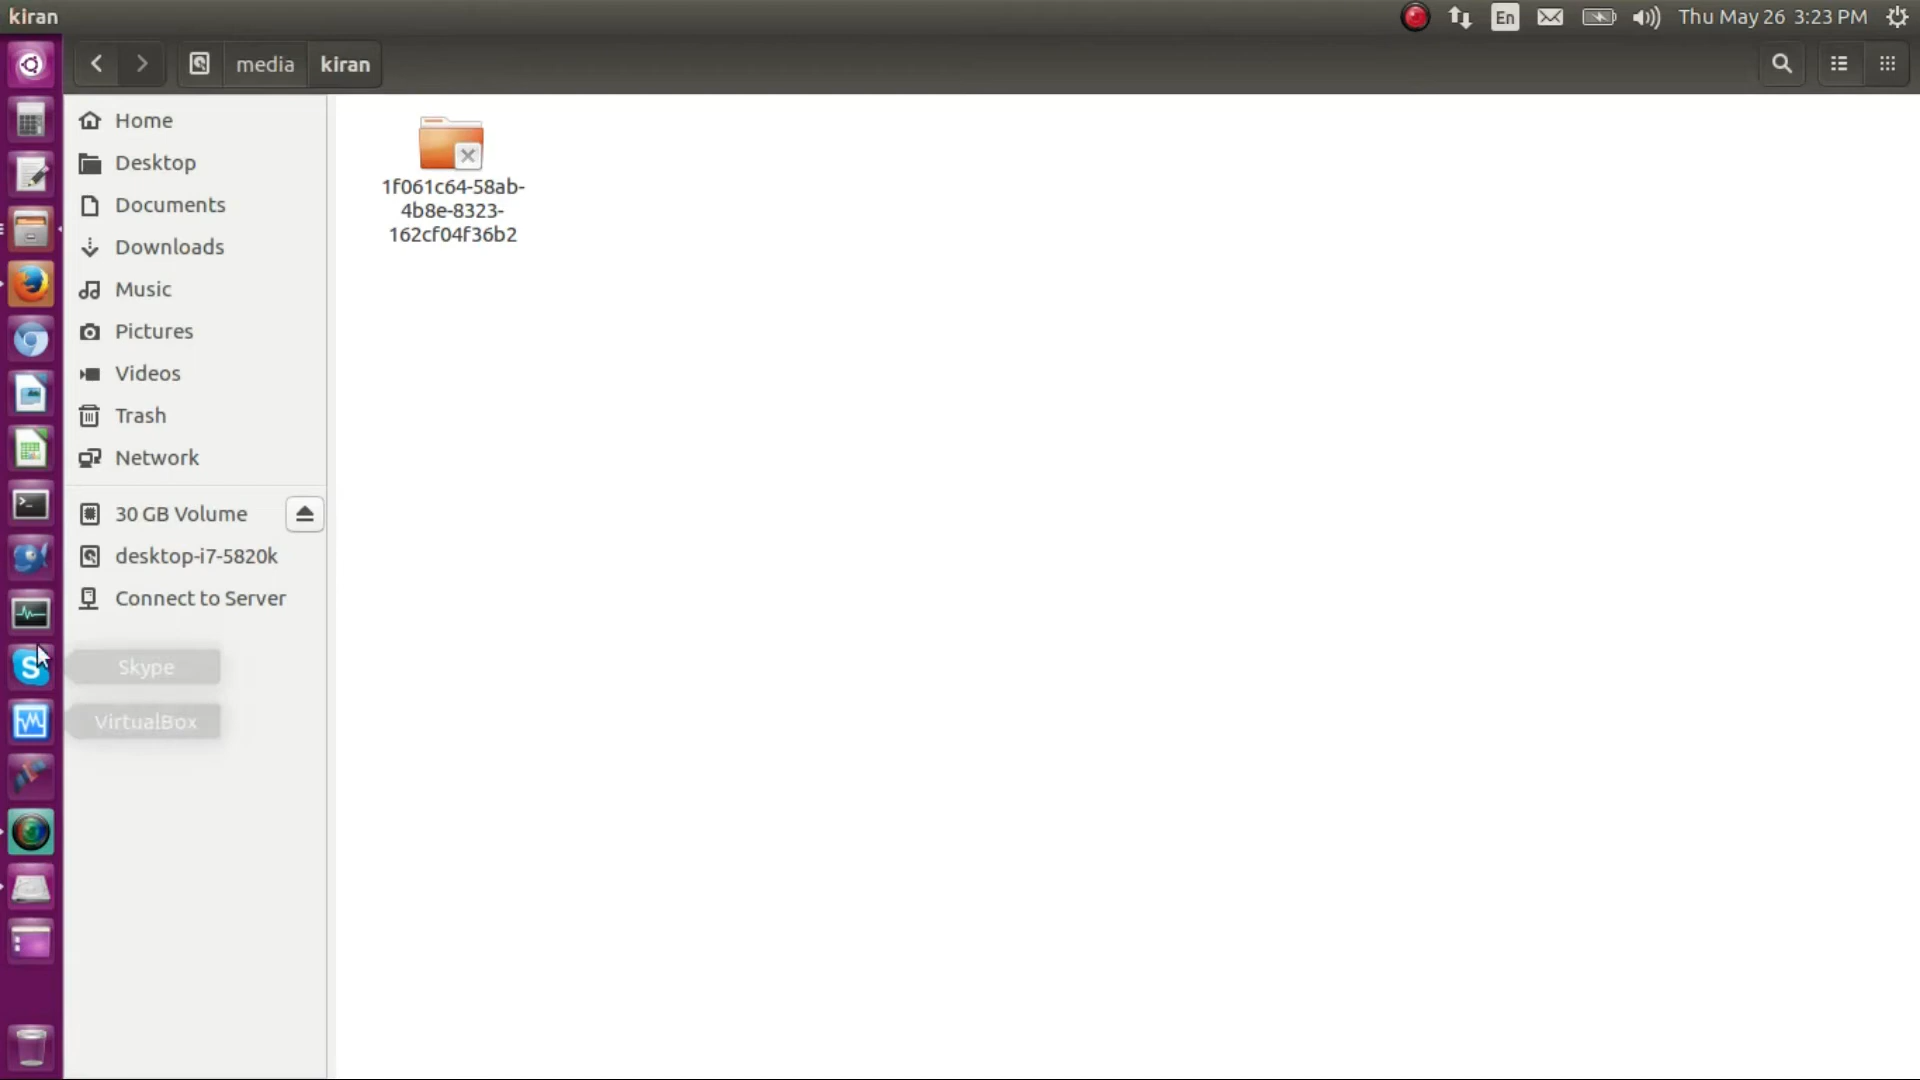 kiran
En
Thu May 26 3:23 PM
media
kiran
Home
Desktop
Documents
Downloads
Music
Pictures
Videos
Trash
Network
30 GB Volume
desktop-i7-5820k
Connect to Server
Skype
VirtualBox
1f061c64-58ab-
4b8e-8323-
162cf04f36b2